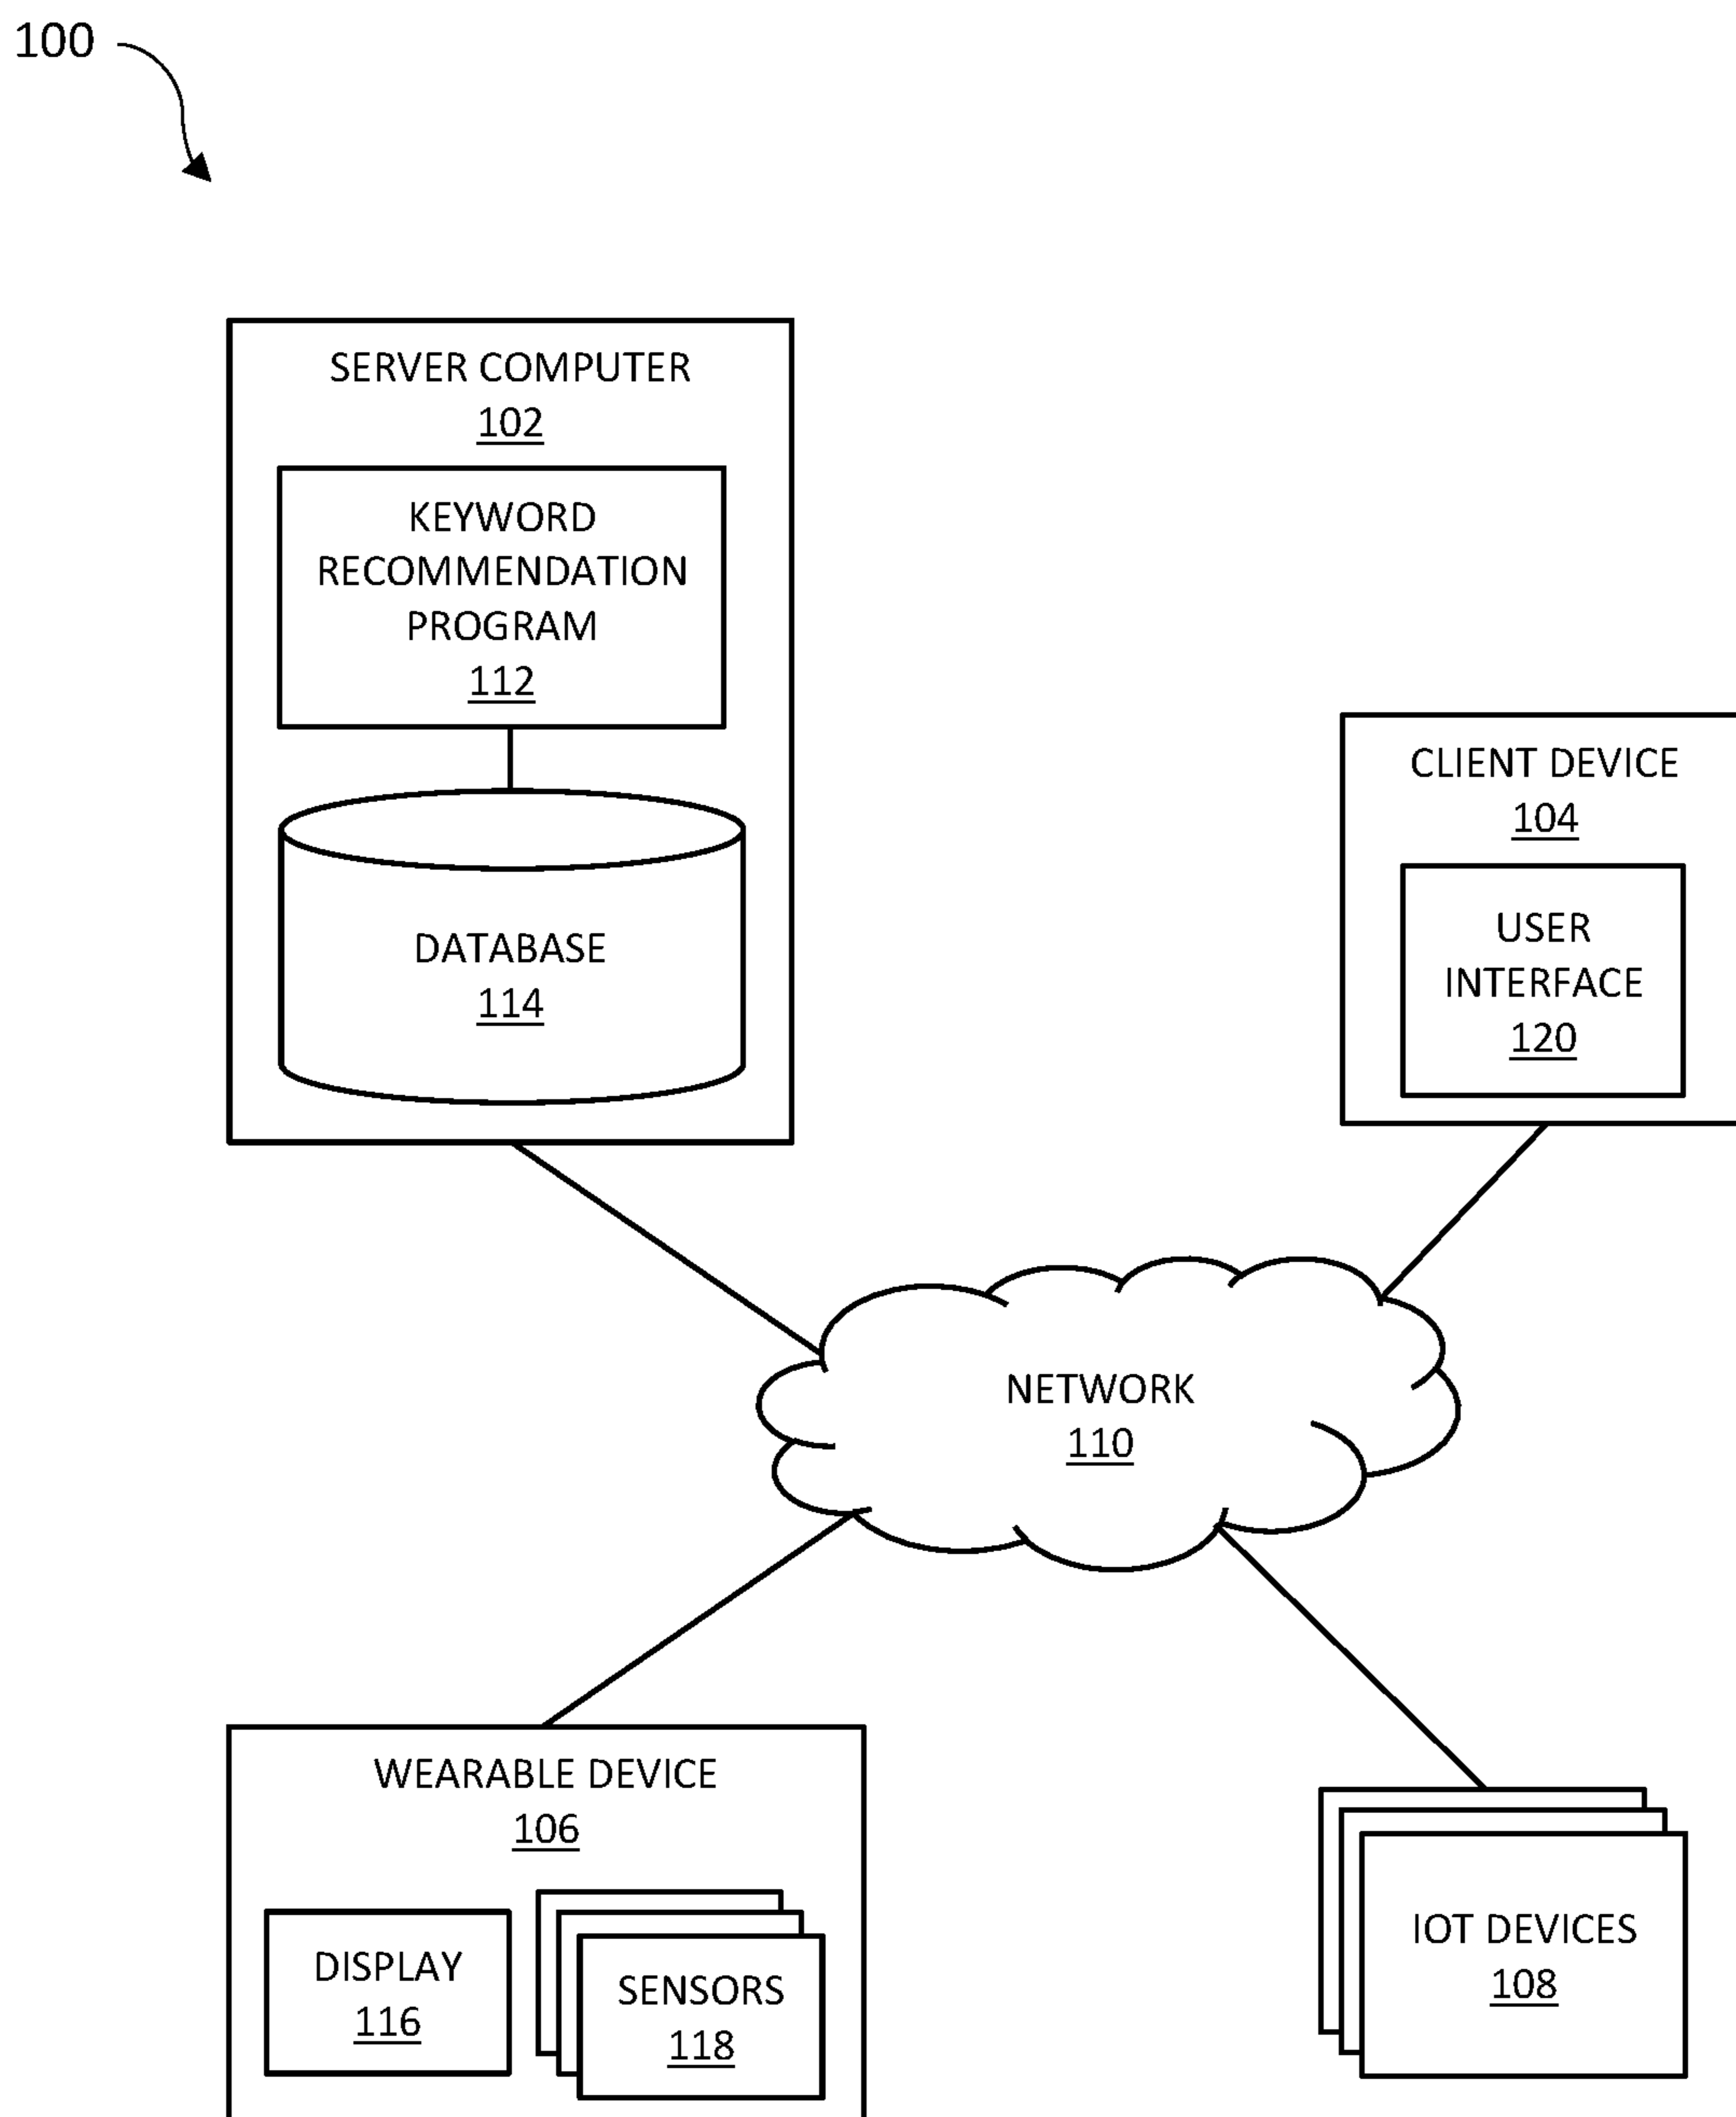 100
SERVER COMPUTER
102
KEYWORD
RECOMMENDATION
PROGRAM
112
DATABASE
114
CLIENT DEVICE
104
USER
INTERFACE
120
NETWORK
110
WEARABLE DEVICE
106
DISPLAY
116
SENSORS
118
IOT DEVICES
108